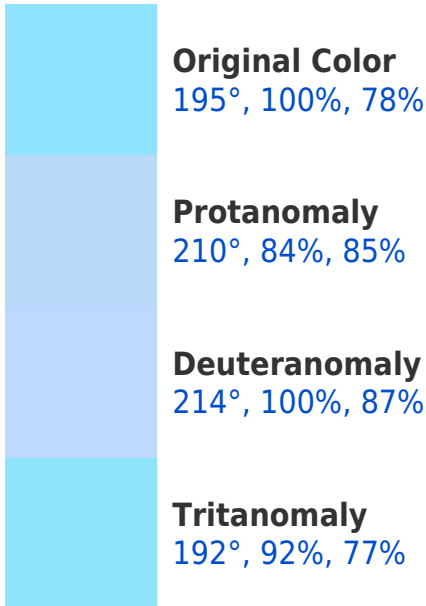 Original Color
195°, 100%, 78%
Protanomaly
210°, 84%, 85%
Deuteranomaly
214°, 100%, 87%
Tritanomaly
192°, 92%, 77%